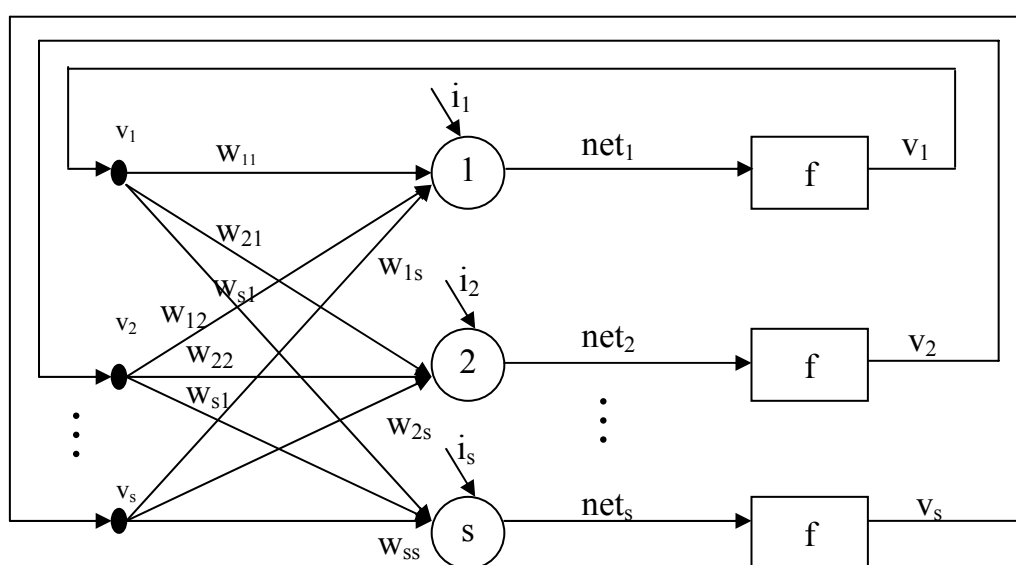 i₁
v₁
w₁₁
1
net₁
f
v₁
w₂₁
w₁ₛ
wₛ₁
i₂
w₁₂
v₂
w₂₂
2
net₂
f
v₂
wₛ₁
w₂ₛ
iₛ
vₛ
s
netₛ
f
vₛ
wₛₛ